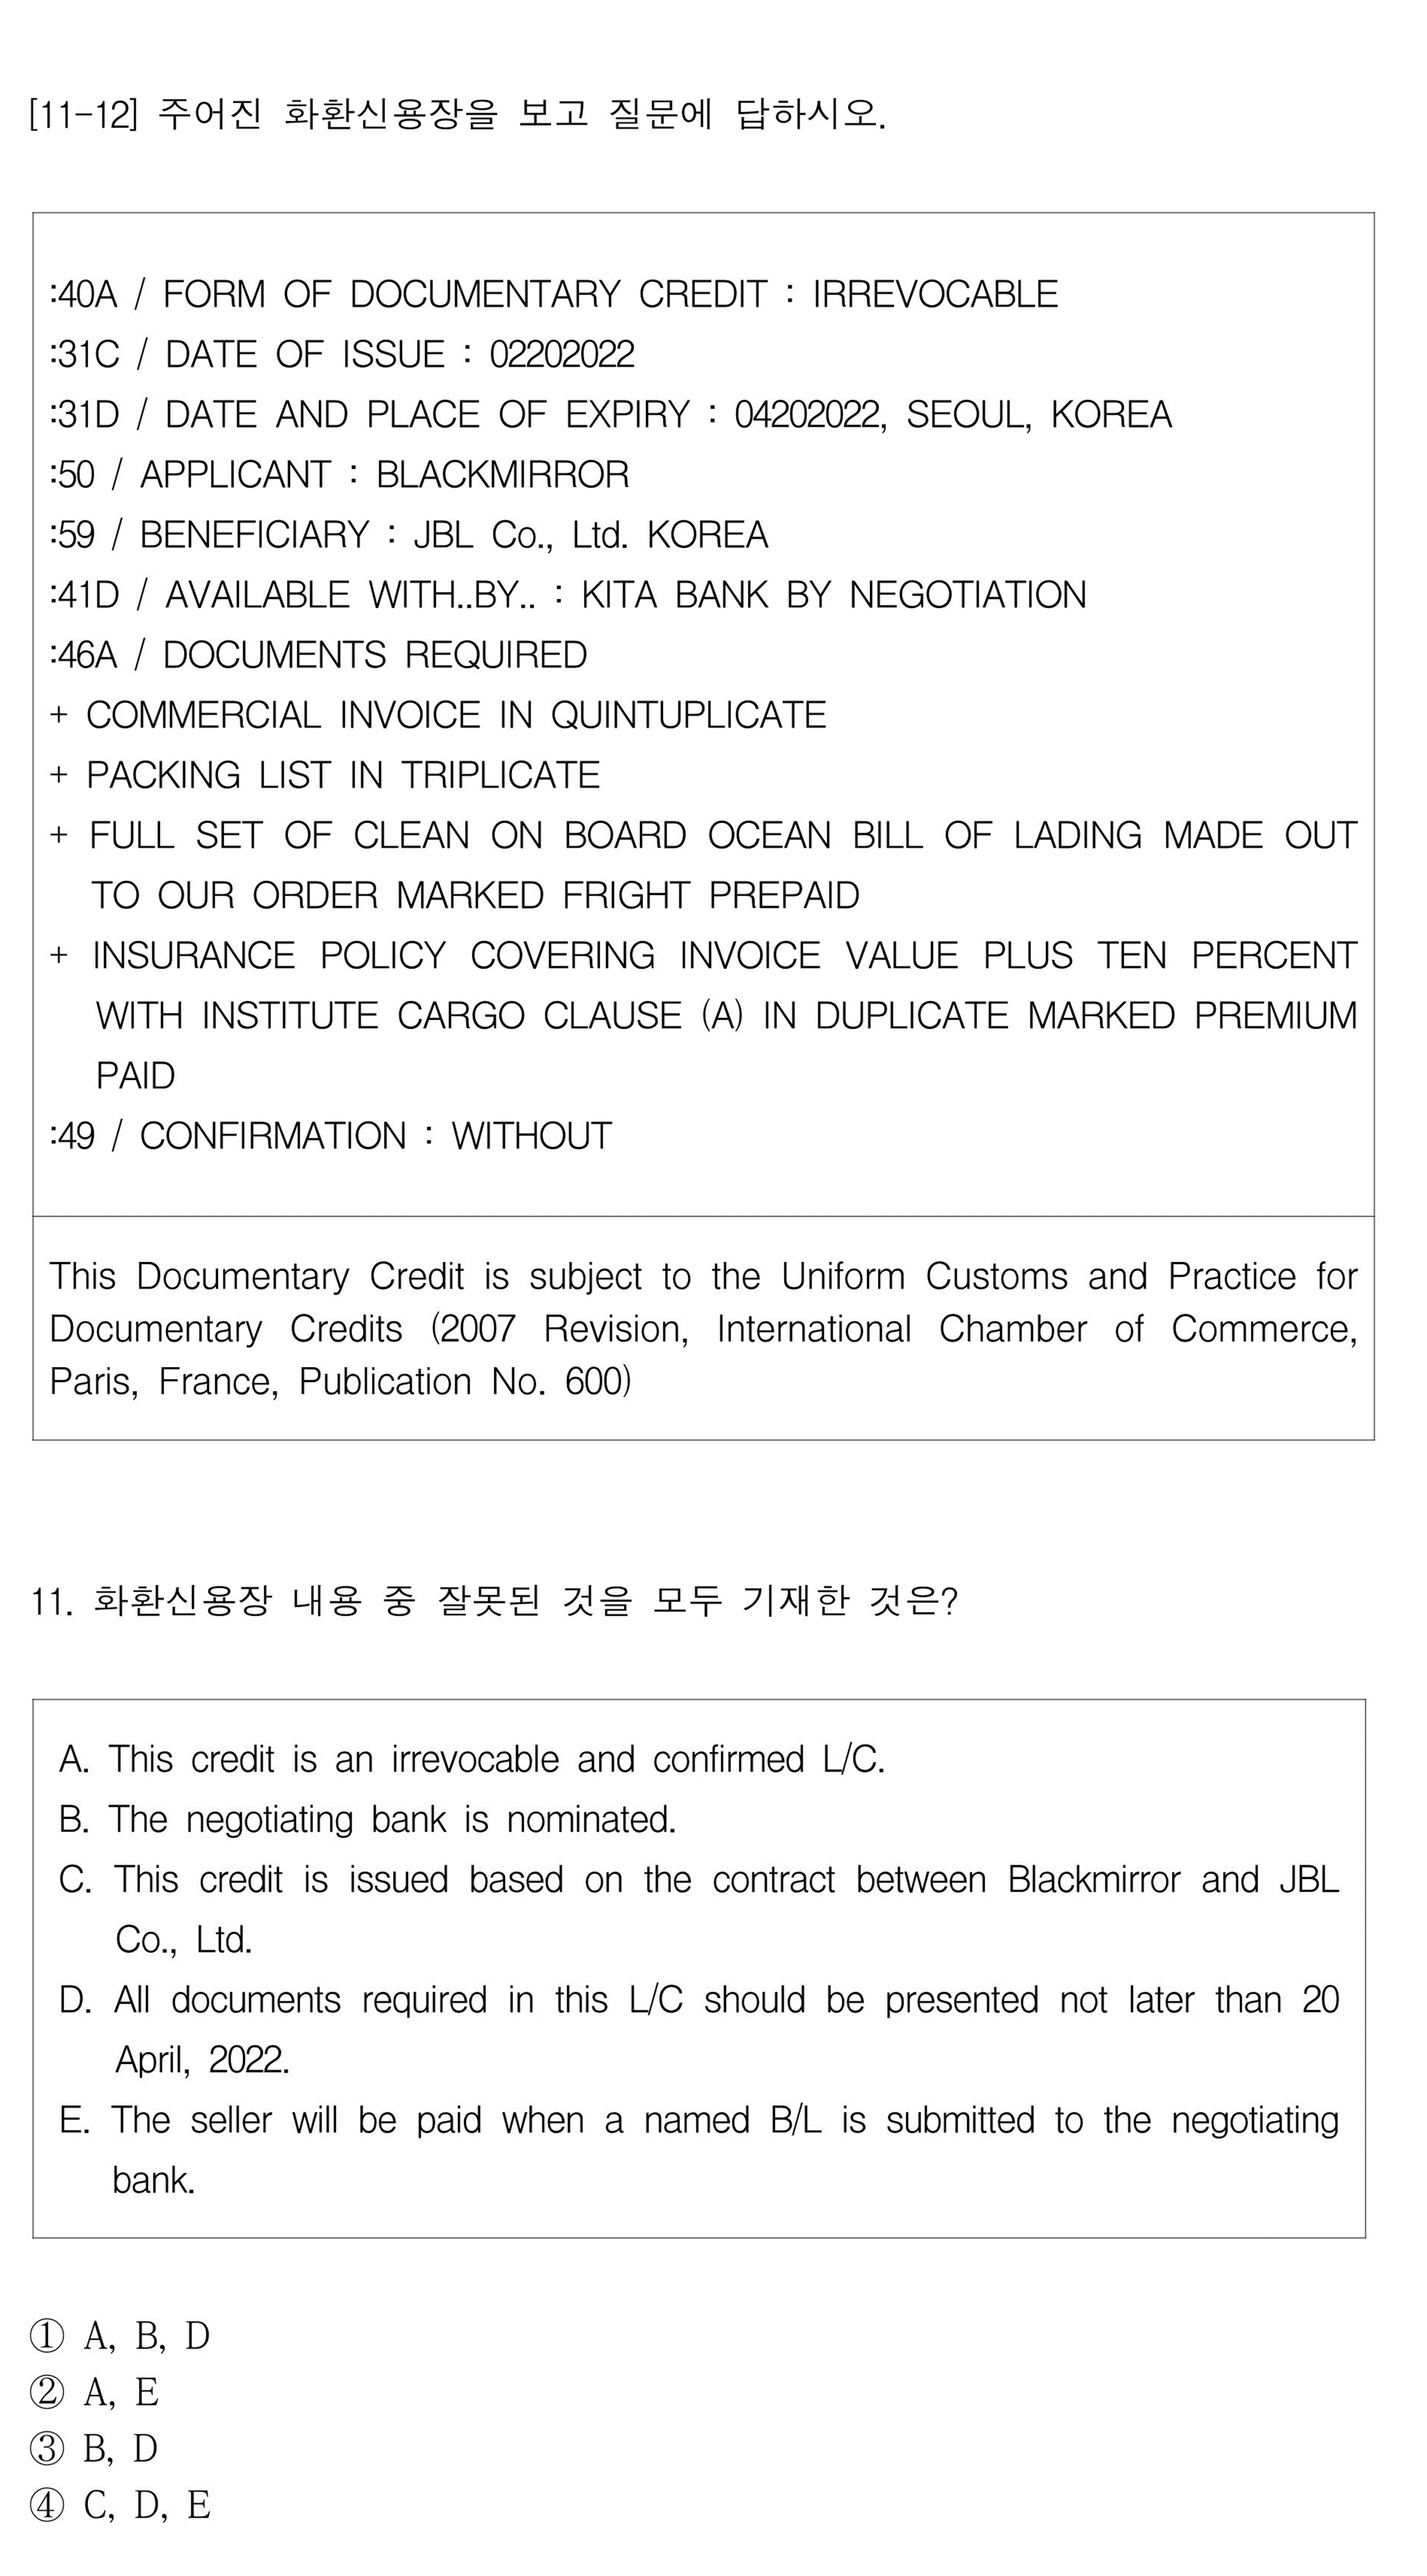 [11-12] 주어진 화환신용장을 보고 질문에 답하시오.
:40A / FORM OF DOCUMENTARY CREDIT : IRREVOCABLE
:31C / DATE OF ISSUE : 02202022
:31D / DATE AND PLACE OF EXPIRY : 04202022, SEOUL, KOREA
:50 / APPLICANT : BLACKMIRROR
:59 / BENEFICIARY : JBL Co., Ltd. KOREA
:41D / AVAILABLE WITH..BY.. : KITA BANK BY NEGOTIATION
:46A / DOCUMENTS REQUIRED
+ COMMERCIAL INVOICE IN QUINTUPLICATE
+ PACKING LIST IN TRIPLICATE
+ FULL SET OF CLEAN ON BOARD OCEAN BILL OF LADING MADE OUT
TO OUR ORDER MARKED FRIGHT PREPAID
+ INSURANCE POLICY COVERING INVOICE VALUE PLUS TEN PERCENT
WITH INSTITUTE CARGO CLAUSE (A) IN DUPLICATE MARKED PREMIUM
PAID
:49 / CONFIRMATION : WITHOUT
This Documentary Credit is subject to the Uniform Customs and Practice for
Documentary Credits (2007 Revision, International Chamber of Commerce,
Paris, France, Publication No. 600)
11. 화환신용장 내용 중 잘못된 것을 모두 기재한 것은?
A. This credit is an irrevocable and confirmed L/C.
B. The negotiating bank is nominated.
C. This credit is issued based on the contract between Blackmirror and JBL
Co., Ltd.
D. All documents required in this L/C should be presented not later than 20
April, 2022.
E. The seller will be paid when a named B/L is submitted to the negotiating
bank.
① A, B, D
② A, E
③ B, D
④ C, D, E